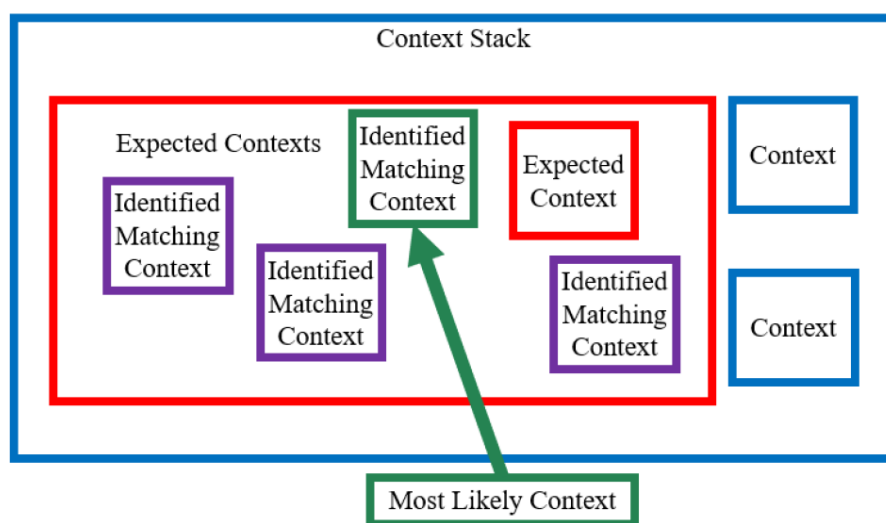 Context Stack
Expected Contexts
Identified
Matching
Context
Expected
Context
Context
Identified
Matching
Context
Identified
Matching
Context
Identified
Matching
Context
Context
Most Likely Context